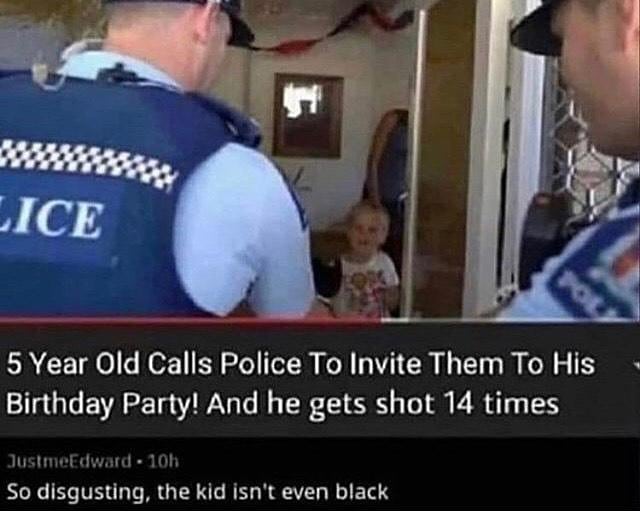 LICE
POLI
5 Year Old Calls Police To Invite Them To His
Birthday Party! And he gets shot 14 times
JustmeEdward • 10h
So disgusting, the kid isn't even black